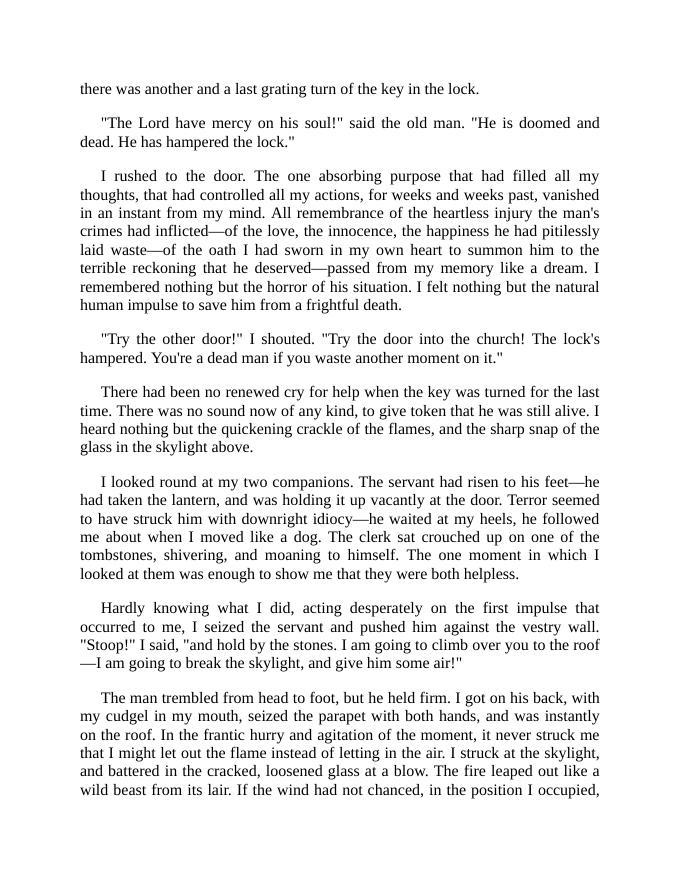 there was another and a last grating turn of the key in the lock.
"The Lord have mercy on his soul!" said the old man. "He is doomed and
dead. He has hampered the lock."
I rushed to the door. The one absorbing purpose that had filled all my
thoughts, that had controlled all my actions, for weeks and weeks past, vanished
in an instant from my mind. All remembrance of the heartless injury the man's
crimes had inflicted—of the love, the innocence, the happiness he had pitilessly
laid waste—of the oath I had sworn in my own heart to summon him to the
terrible reckoning that he deserved—passed from my memory like a dream. I
remembered nothing but the horror of his situation. I felt nothing but the natural
human impulse to save him from a frightful death.
"Try the other door!" I shouted. "Try the door into the church! The lock's
hampered. You're a dead man if you waste another moment on it."
There had been no renewed cry for help when the key was turned for the last
time. There was no sound now of any kind, to give token that he was still alive. I
heard nothing but the quickening crackle of the flames, and the sharp snap of the
glass in the skylight above.
I looked round at my two companions. The servant had risen to his feet—he
had taken the lantern, and was holding it up vacantly at the door. Terror seemed
to have struck him with downright idiocy—he waited at my heels, he followed
me about when I moved like a dog. The clerk sat crouched up on one of the
tombstones, shivering, and moaning to himself. The one moment in which I
looked at them was enough to show me that they were both helpless.
Hardly knowing what I did, acting desperately on the first impulse that
occurred to me, I seized the servant and pushed him against the vestry wall.
"Stoop!" I said, "and hold by the stones. I am going to climb over you to the roof
—I am going to break the skylight, and give him some air!"
The man trembled from head to foot, but he held firm. I got on his back, with
my cudgel in my mouth, seized the parapet with both hands, and was instantly
on the roof. In the frantic hurry and agitation of the moment, it never struck me
that I might let out the flame instead of letting in the air. I struck at the skylight,
and battered in the cracked, loosened glass at a blow. The fire leaped out like a
wild beast from its lair. If the wind had not chanced, in the position I occupied,